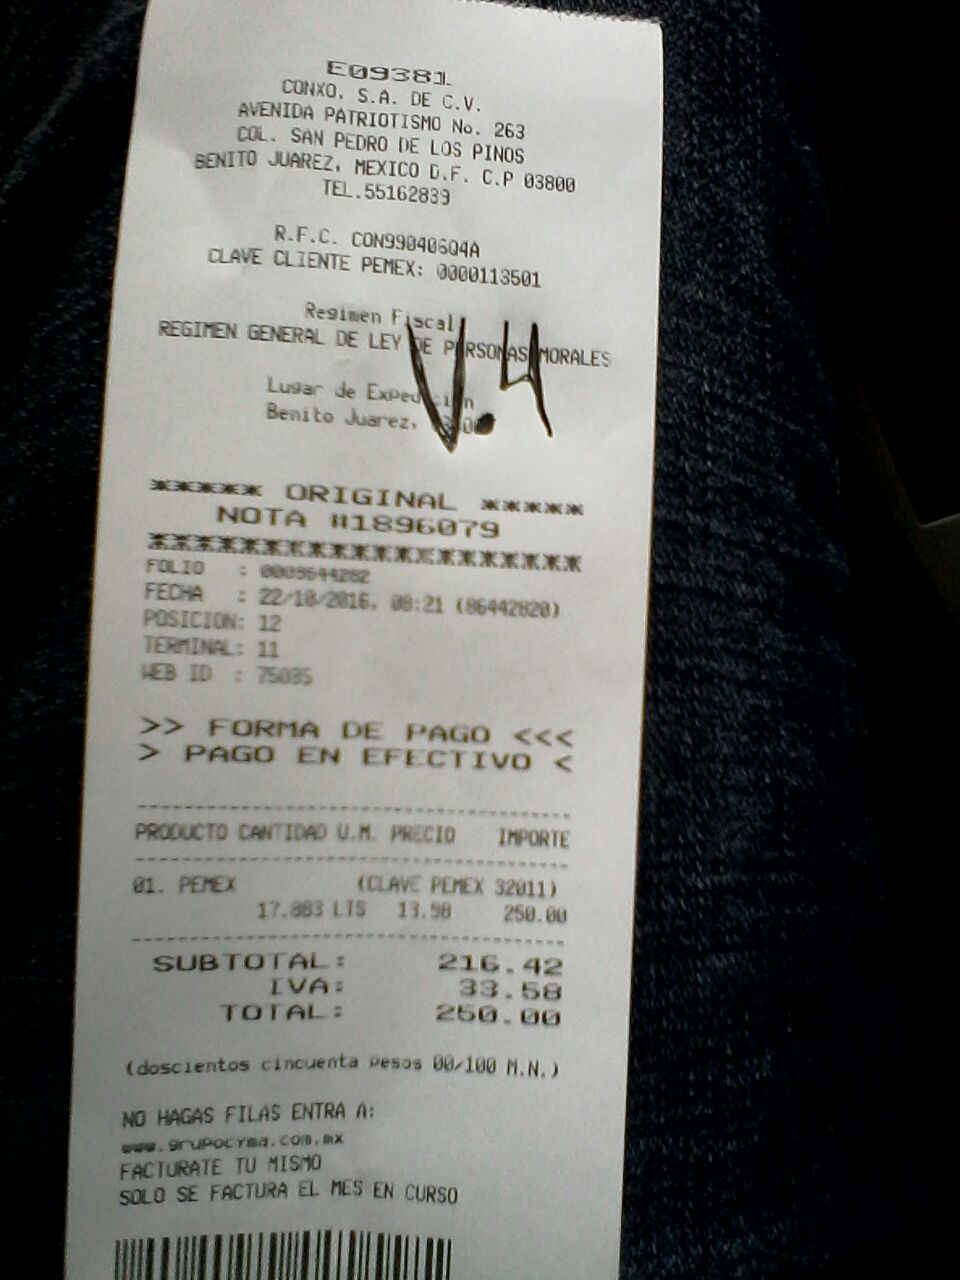 E09381
CONXO, S.A. DE C.V.
AVENIDA PATRIOTISMO No. 263
COL. SAN PEDRO DE LOS PINOS
BENITO JUAREZ, MEXICO D.F. C.P 03800
TEL.55162839
R.F.C. CON990406Q4A
CLAVE CLIENTE PEMEX: 0000113501
Regimen Fiscal
REGIMEN GENERAL DE LEY DE PERSONAS MORALES
Lugar de Expedicion
Benito Juarez,
V.4
***** ORIGINAL *****
NOTA #1896079
********************
FOLIO : 0009644282
FECHA : 22/10/2016, 08:21 (86442820)
POSICION: 12
TERMINAL: 11
WEB ID :
>> FORMA DE PAGO <<<
> PAGO EN EFECTIVO <
PRODUCTO CANTIDAD U.M. PRECIO IMPORTE
01. PEMEX (CLAVE PEMEX 32011)
17.883 LTS 13.98 250.00
SUBTOTAL: 216.42
IVA: 33.58
TOTAL: 250.00
(doscientos cincuenta pesos 00/100 M.N.)
NO HAGAS FILAS ENTRA A:
www.grupocyma.com.mx
FACTURATE TU MISMO
SOLO SE FACTURA EL MES EN CURSO